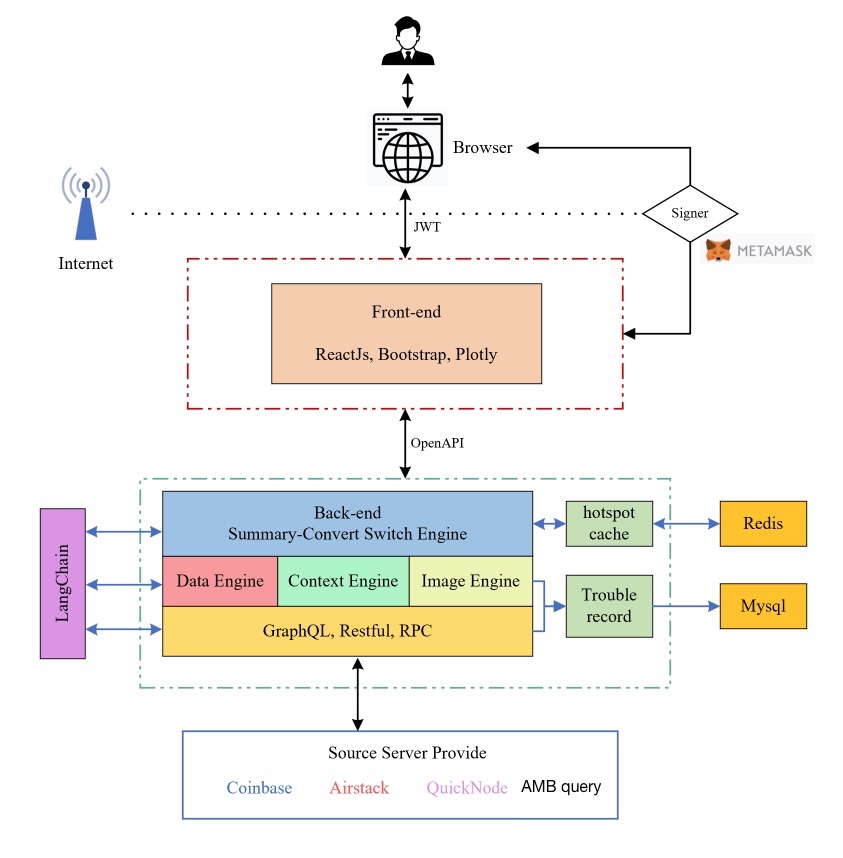 Browser
Signer
JWT
METAMASK
Internet
Front-end
ReactJs, Bootstrap, Plotly
OpenAPI
Back-end
Summary-Convert Switch Engine
hotspot
cache
Redis
LangChain
Data Engine
Context Engine
Image Engine
Trouble
record
Mysql
GraphQL, Restful, RPC
Source Server Provide
Coinbase
Airstack
QuickNode
AMB query